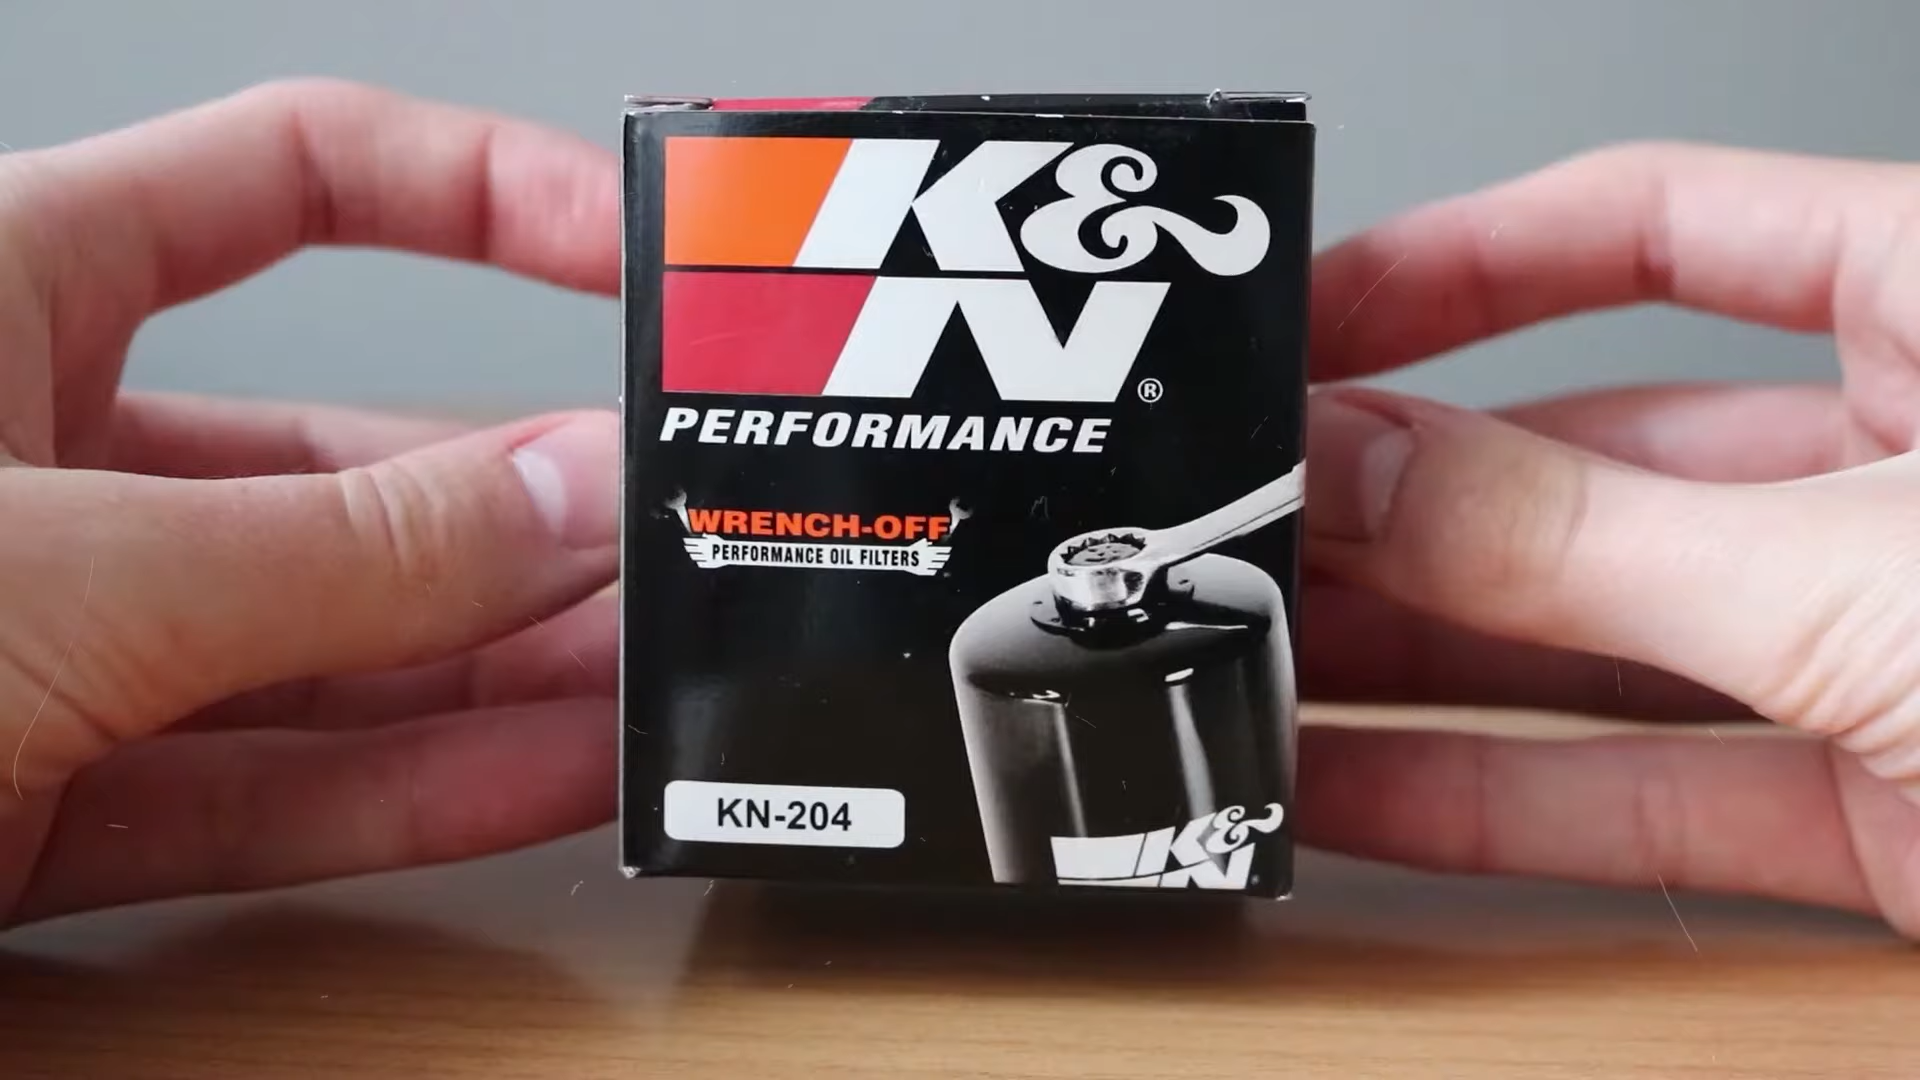 K&
N®
PERFORMANCE
WRENCH-OFF
PERFORMANCE OIL FILTERS
KN-204
K&
N